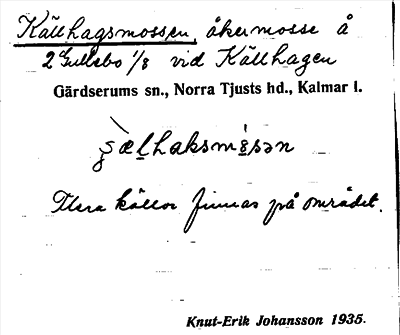 Källhagsmossen, åkermosse å
2 Gullebo 1/8 vid Källhagen
Gärdserums sn., Norra Tjusts hd., Kalmar l.
Flera källor finnas på området.
Knut-Erik Johansson 1935.